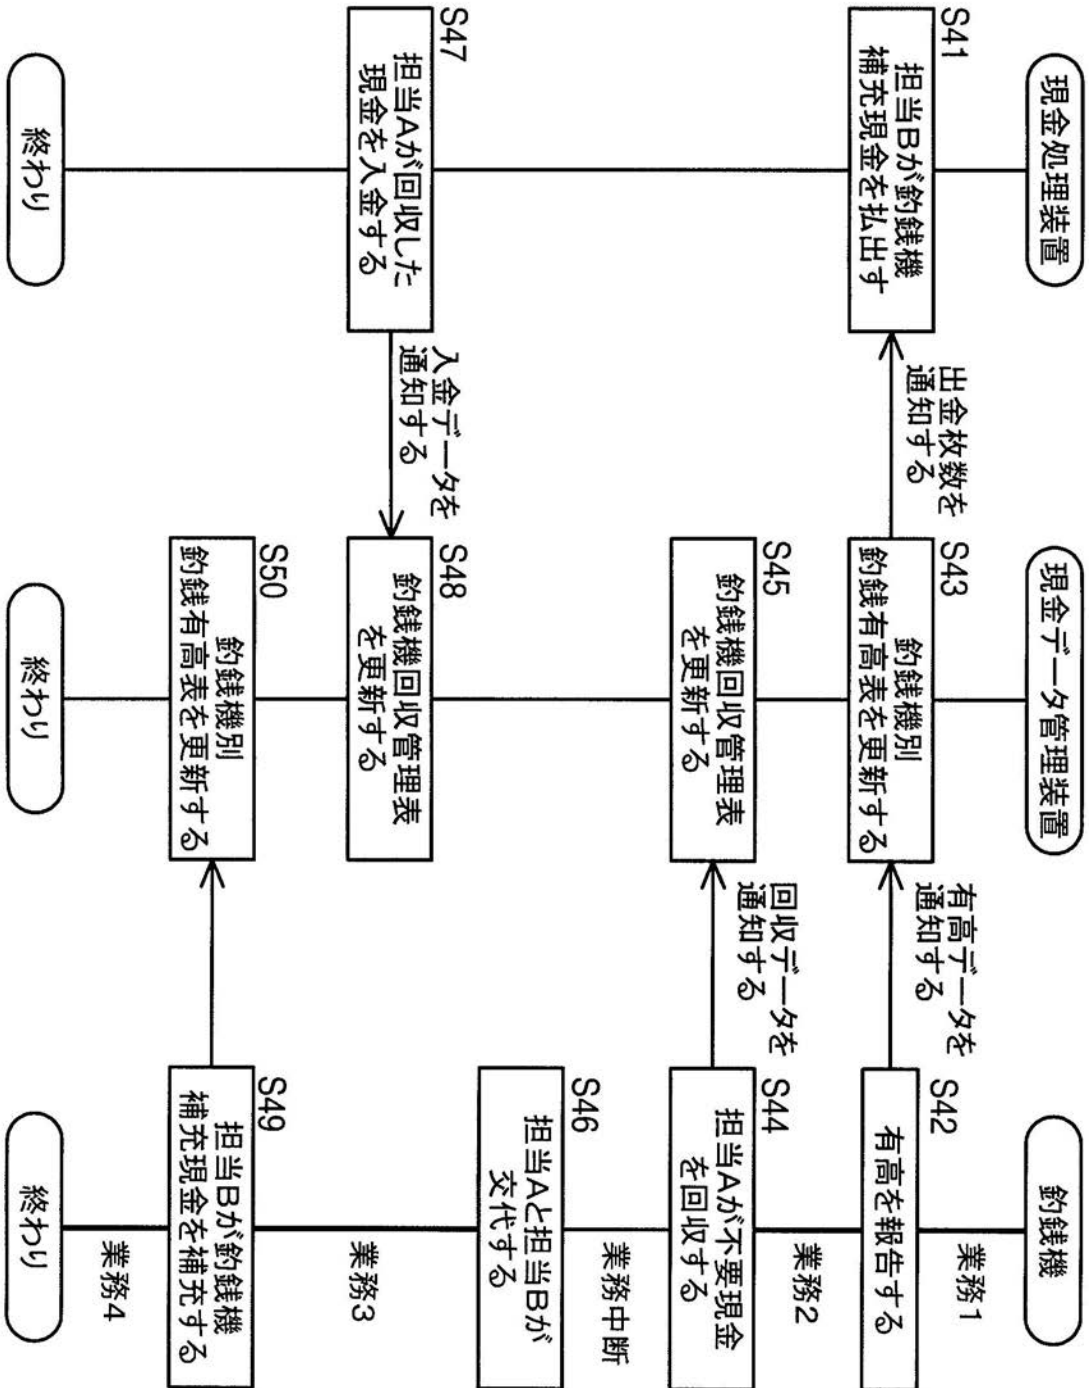 現金処理装置
現金データ管理装置
釣銭機
業務1
S41
担当Bが釣銭機
補充現金を払出す
出金枚数を
通知する
S43
釣銭機別
釣銭有高表を更新する
有高データを
通知する
S42
有高を報告する
業務2
S45
釣銭機回収管理表
を更新する
回収データを
通知する
S44
担当Aが不要現金
を回収する
業務中断
S46
担当Aと担当Bが
交代する
業務3
S47
担当Aが回収した
現金を入金する
入金データを
通知する
S48
釣銭機回収管理表
を更新する
S50
釣銭機別
釣銭有高表を更新する
S49
担当Bが釣銭機
補充現金を補充する
業務4
終わり
終わり
終わり